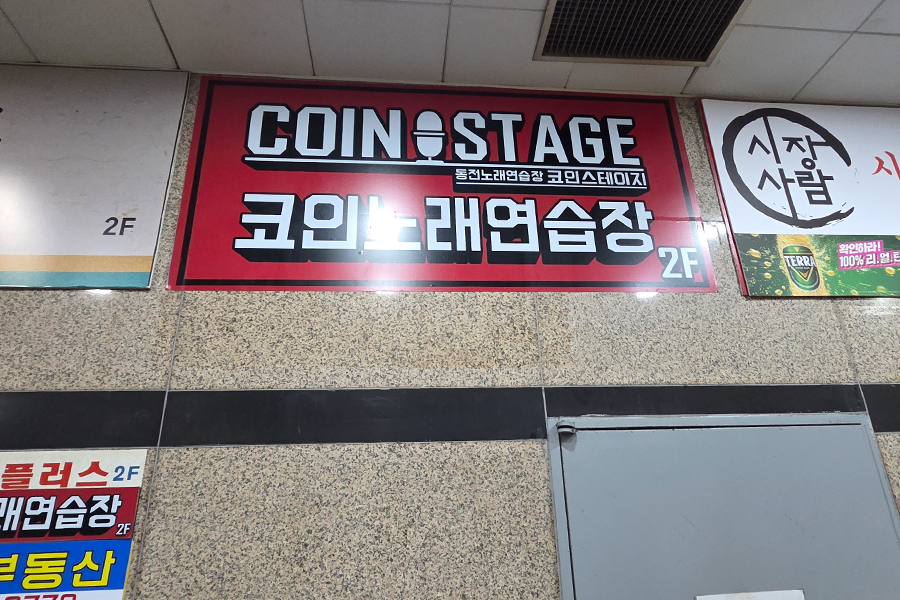 2F
COIN STAGE
동전노래연습장 코인스테이지
코인노래연습장
2F
시장
사람
시
TERRA
확인하라!
100% 리.얼.탄
플러스 2F
래연습장
2F
부동산